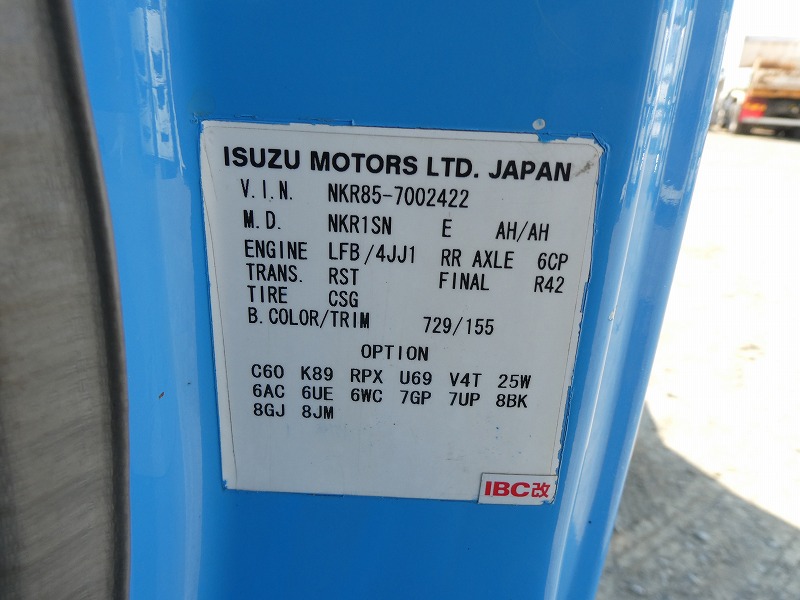 ISUZU MOTORS LTD. JAPAN
V.I.N. NKR85-7002422
M.D. NKR1SN E AH/AH
ENGINE LFB/4JJ1 RR AXLE 6CP
TRANS. RST FINAL R42
TIRE CSG
B.COLOR/TRIM 729/155
OPTION
C60 K89 RPX U69 V4T 25W
6AC 6UE 6WC 7GP 7UP 8BK
8GJ 8JM
IBC改